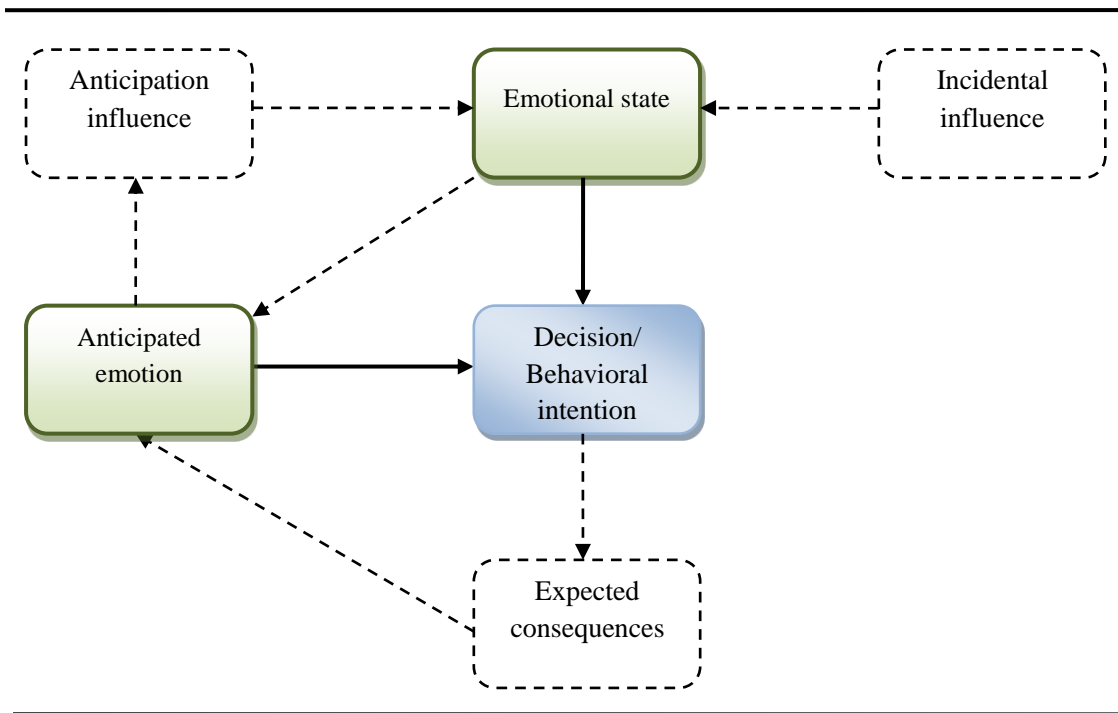 Anticipation
influence
Emotional state
Incidental
influence
Anticipated
emotion
Decision/
Behavioral
intention
Expected
consequences